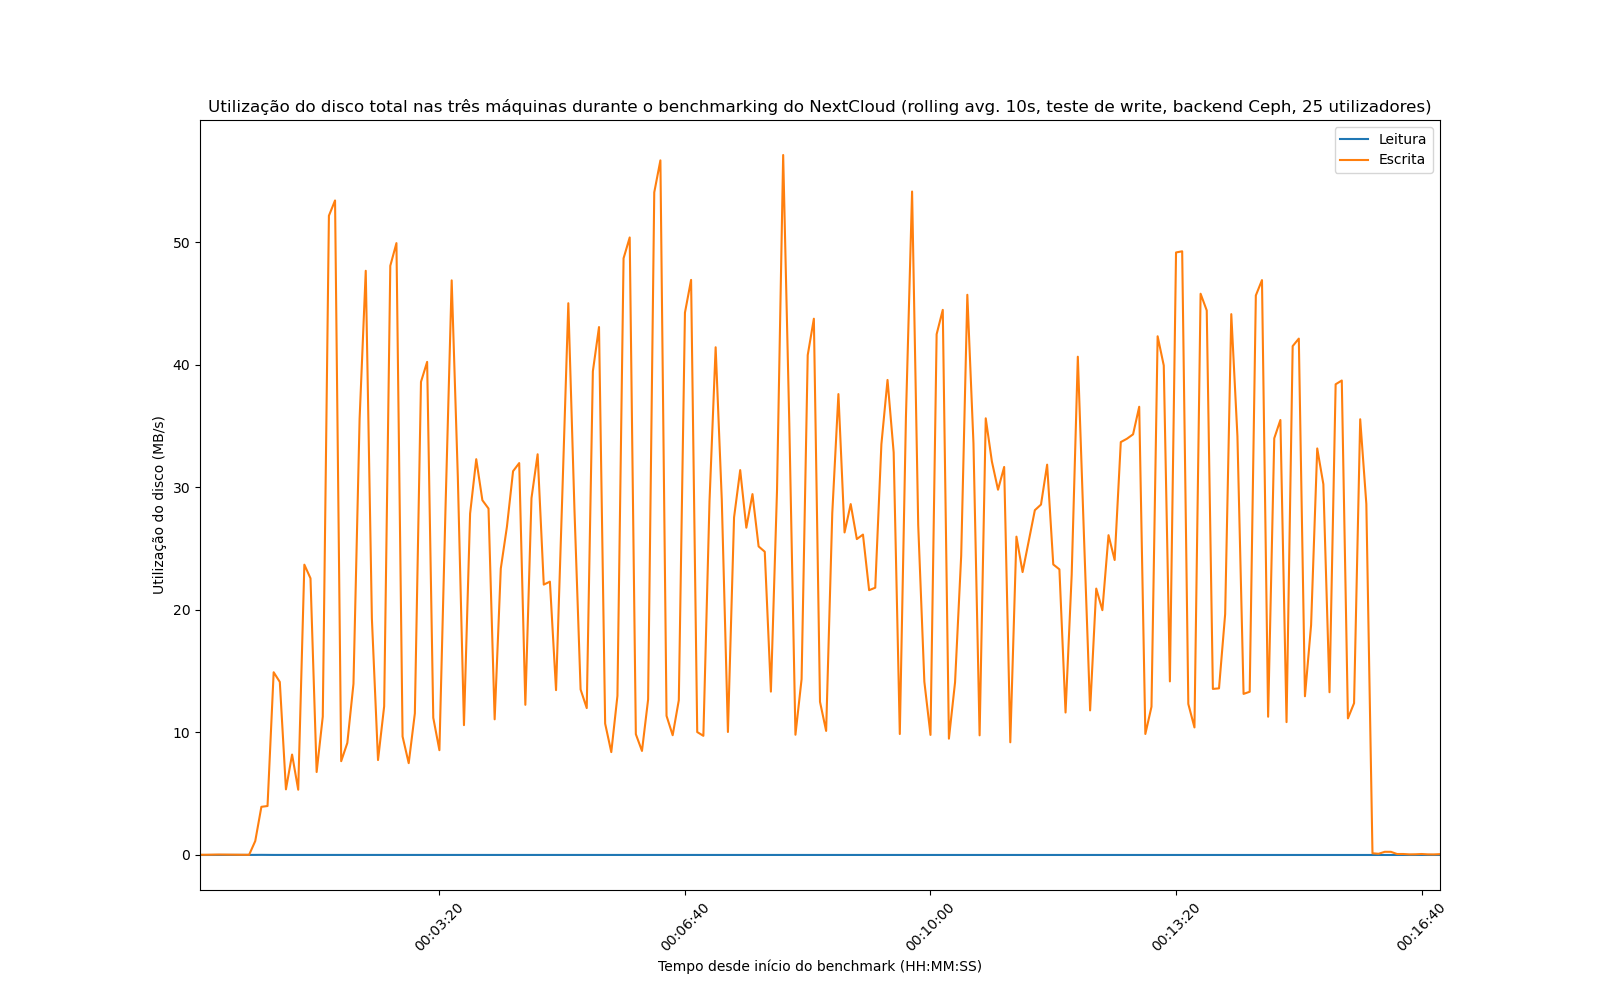 Utilização do disco total nas três máquinas durante o benchmarking do NextCloud (rolling avg. 10s, teste de write, backend Ceph, 25 utilizadores)
Leitura
Escrita
Utilização do disco (MB/s)
50
40
30
20
10
0
00:03:20
00:06:40
00:10:00
00:13:20
00:16:40
Tempo desde início do benchmark (HH:MM:SS)